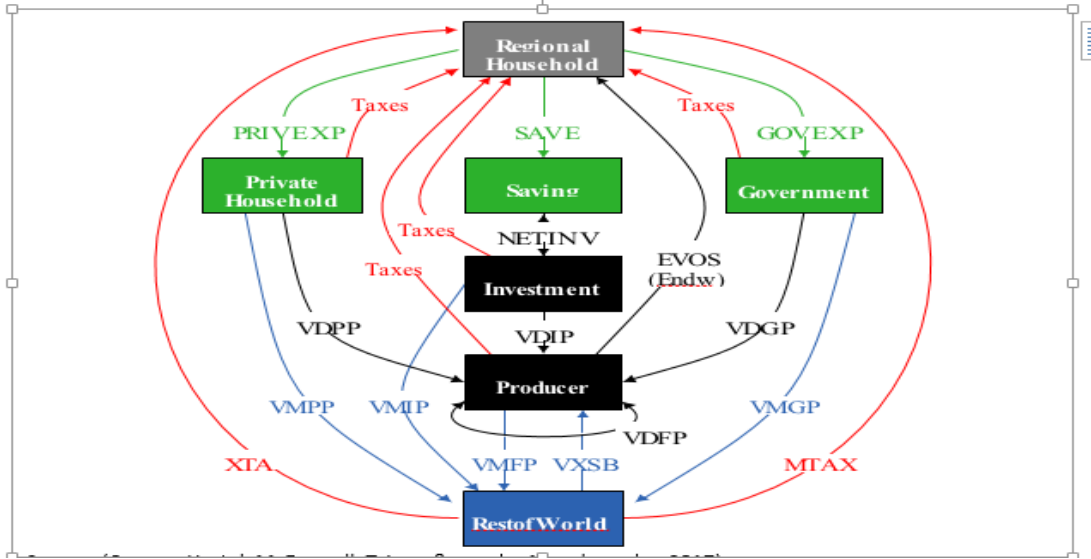 Regional
Household
Taxes
Taxes
PRIVEXP
SAVE
GOVEXP
Private
Household
Saving
Government
Taxes
NETINV
Taxes
EVOS
(Endw)
Investment
VDPP
VDIP
VDGP
Producer
VMPP
VMIP
VMGP
VDFP
XTA
VMFP
VXSB
MTAX
RestofWorld